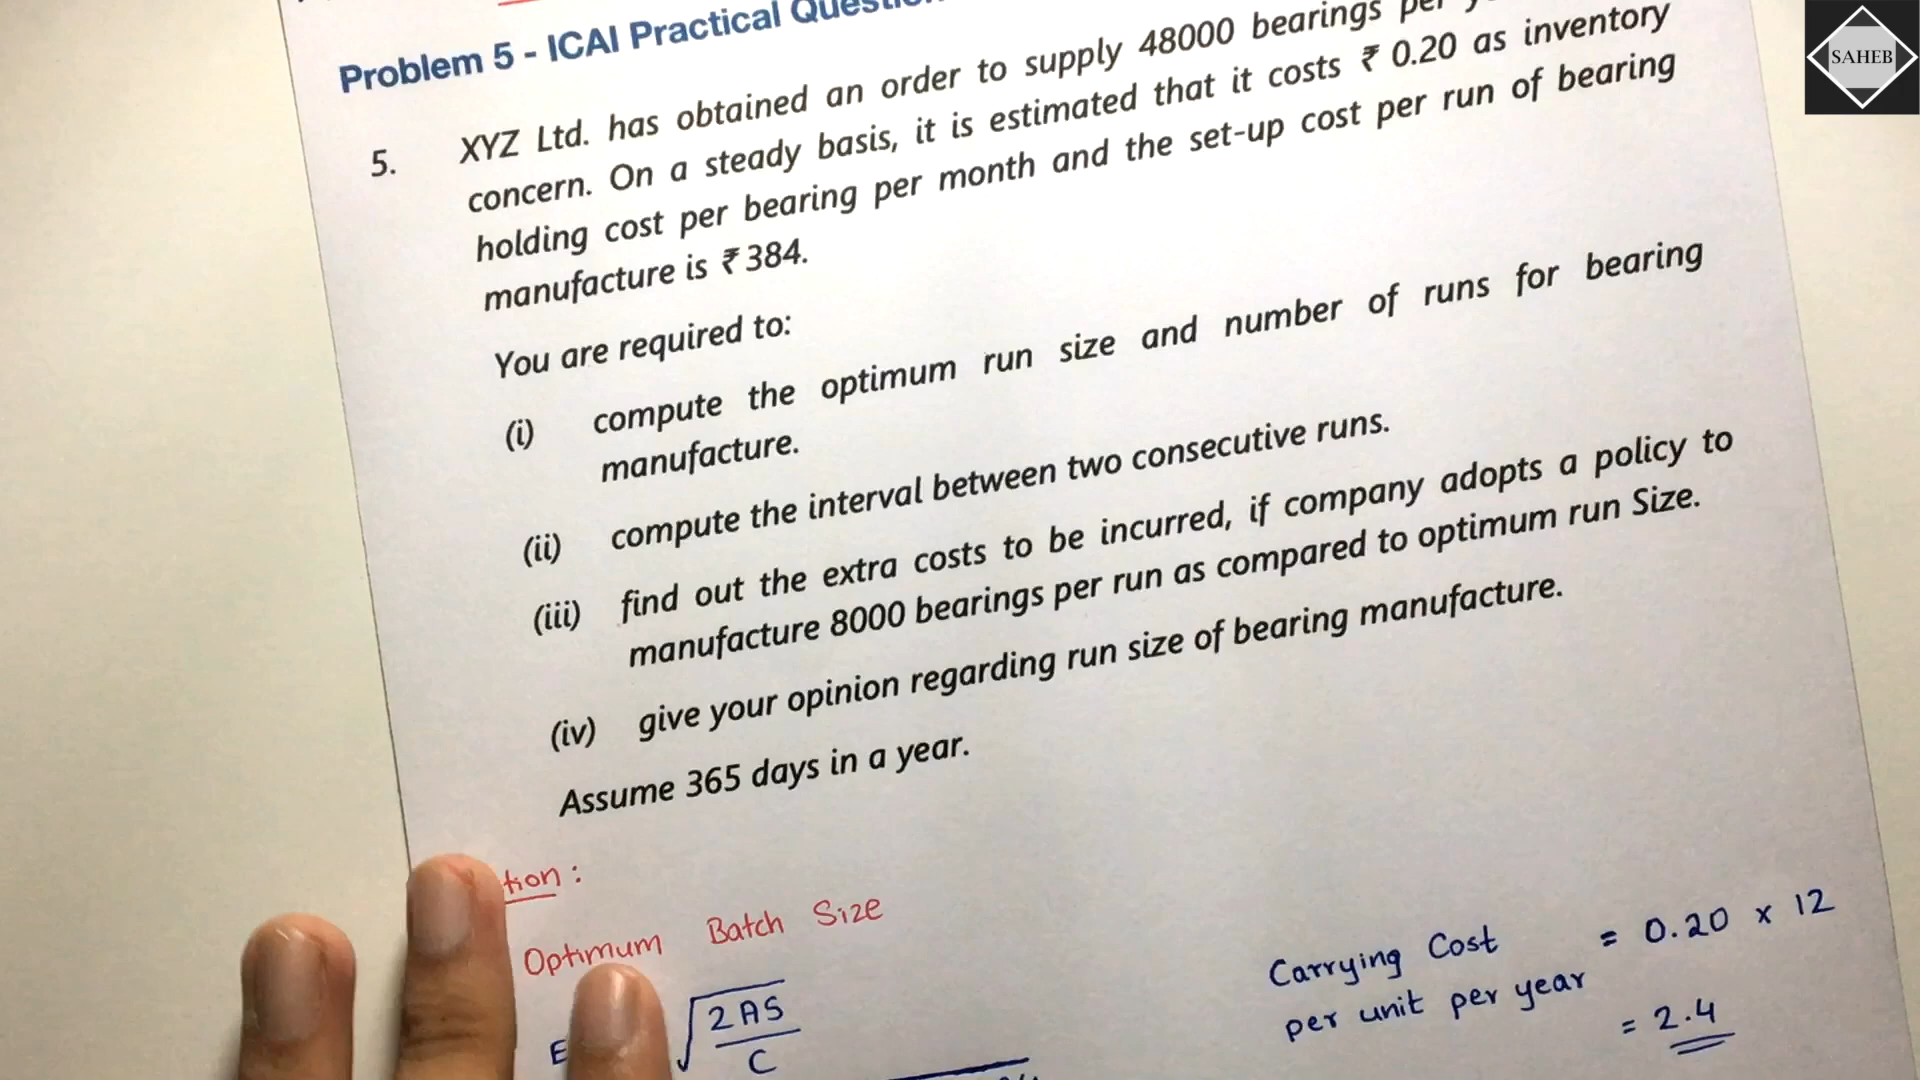 Problem 5 - ICAI Practical
5. XYZ Ltd. has obtained an order to supply 48000 bearings per
concern. On a steady basis, it is estimated that it costs ₹ 0.20 as inventory
holding cost per bearing per month and the set-up cost per run of bearing
manufacture is ₹ 384.
You are required to:
(i) compute the optimum run size and number of runs for bearing
manufacture.
(ii) compute the interval between two consecutive runs.
(iii) find out the extra costs to be incurred, if company adopts a policy to
manufacture 8000 bearings per run as compared to optimum run Size.
(iv) give your opinion regarding run size of bearing manufacture.
Assume 365 days in a year.
tion :
Optimum Batch Size
E √ 2AS
C
Carrying Cost = 0.20 x 12
per unit per year
= 2.4
SAHEB